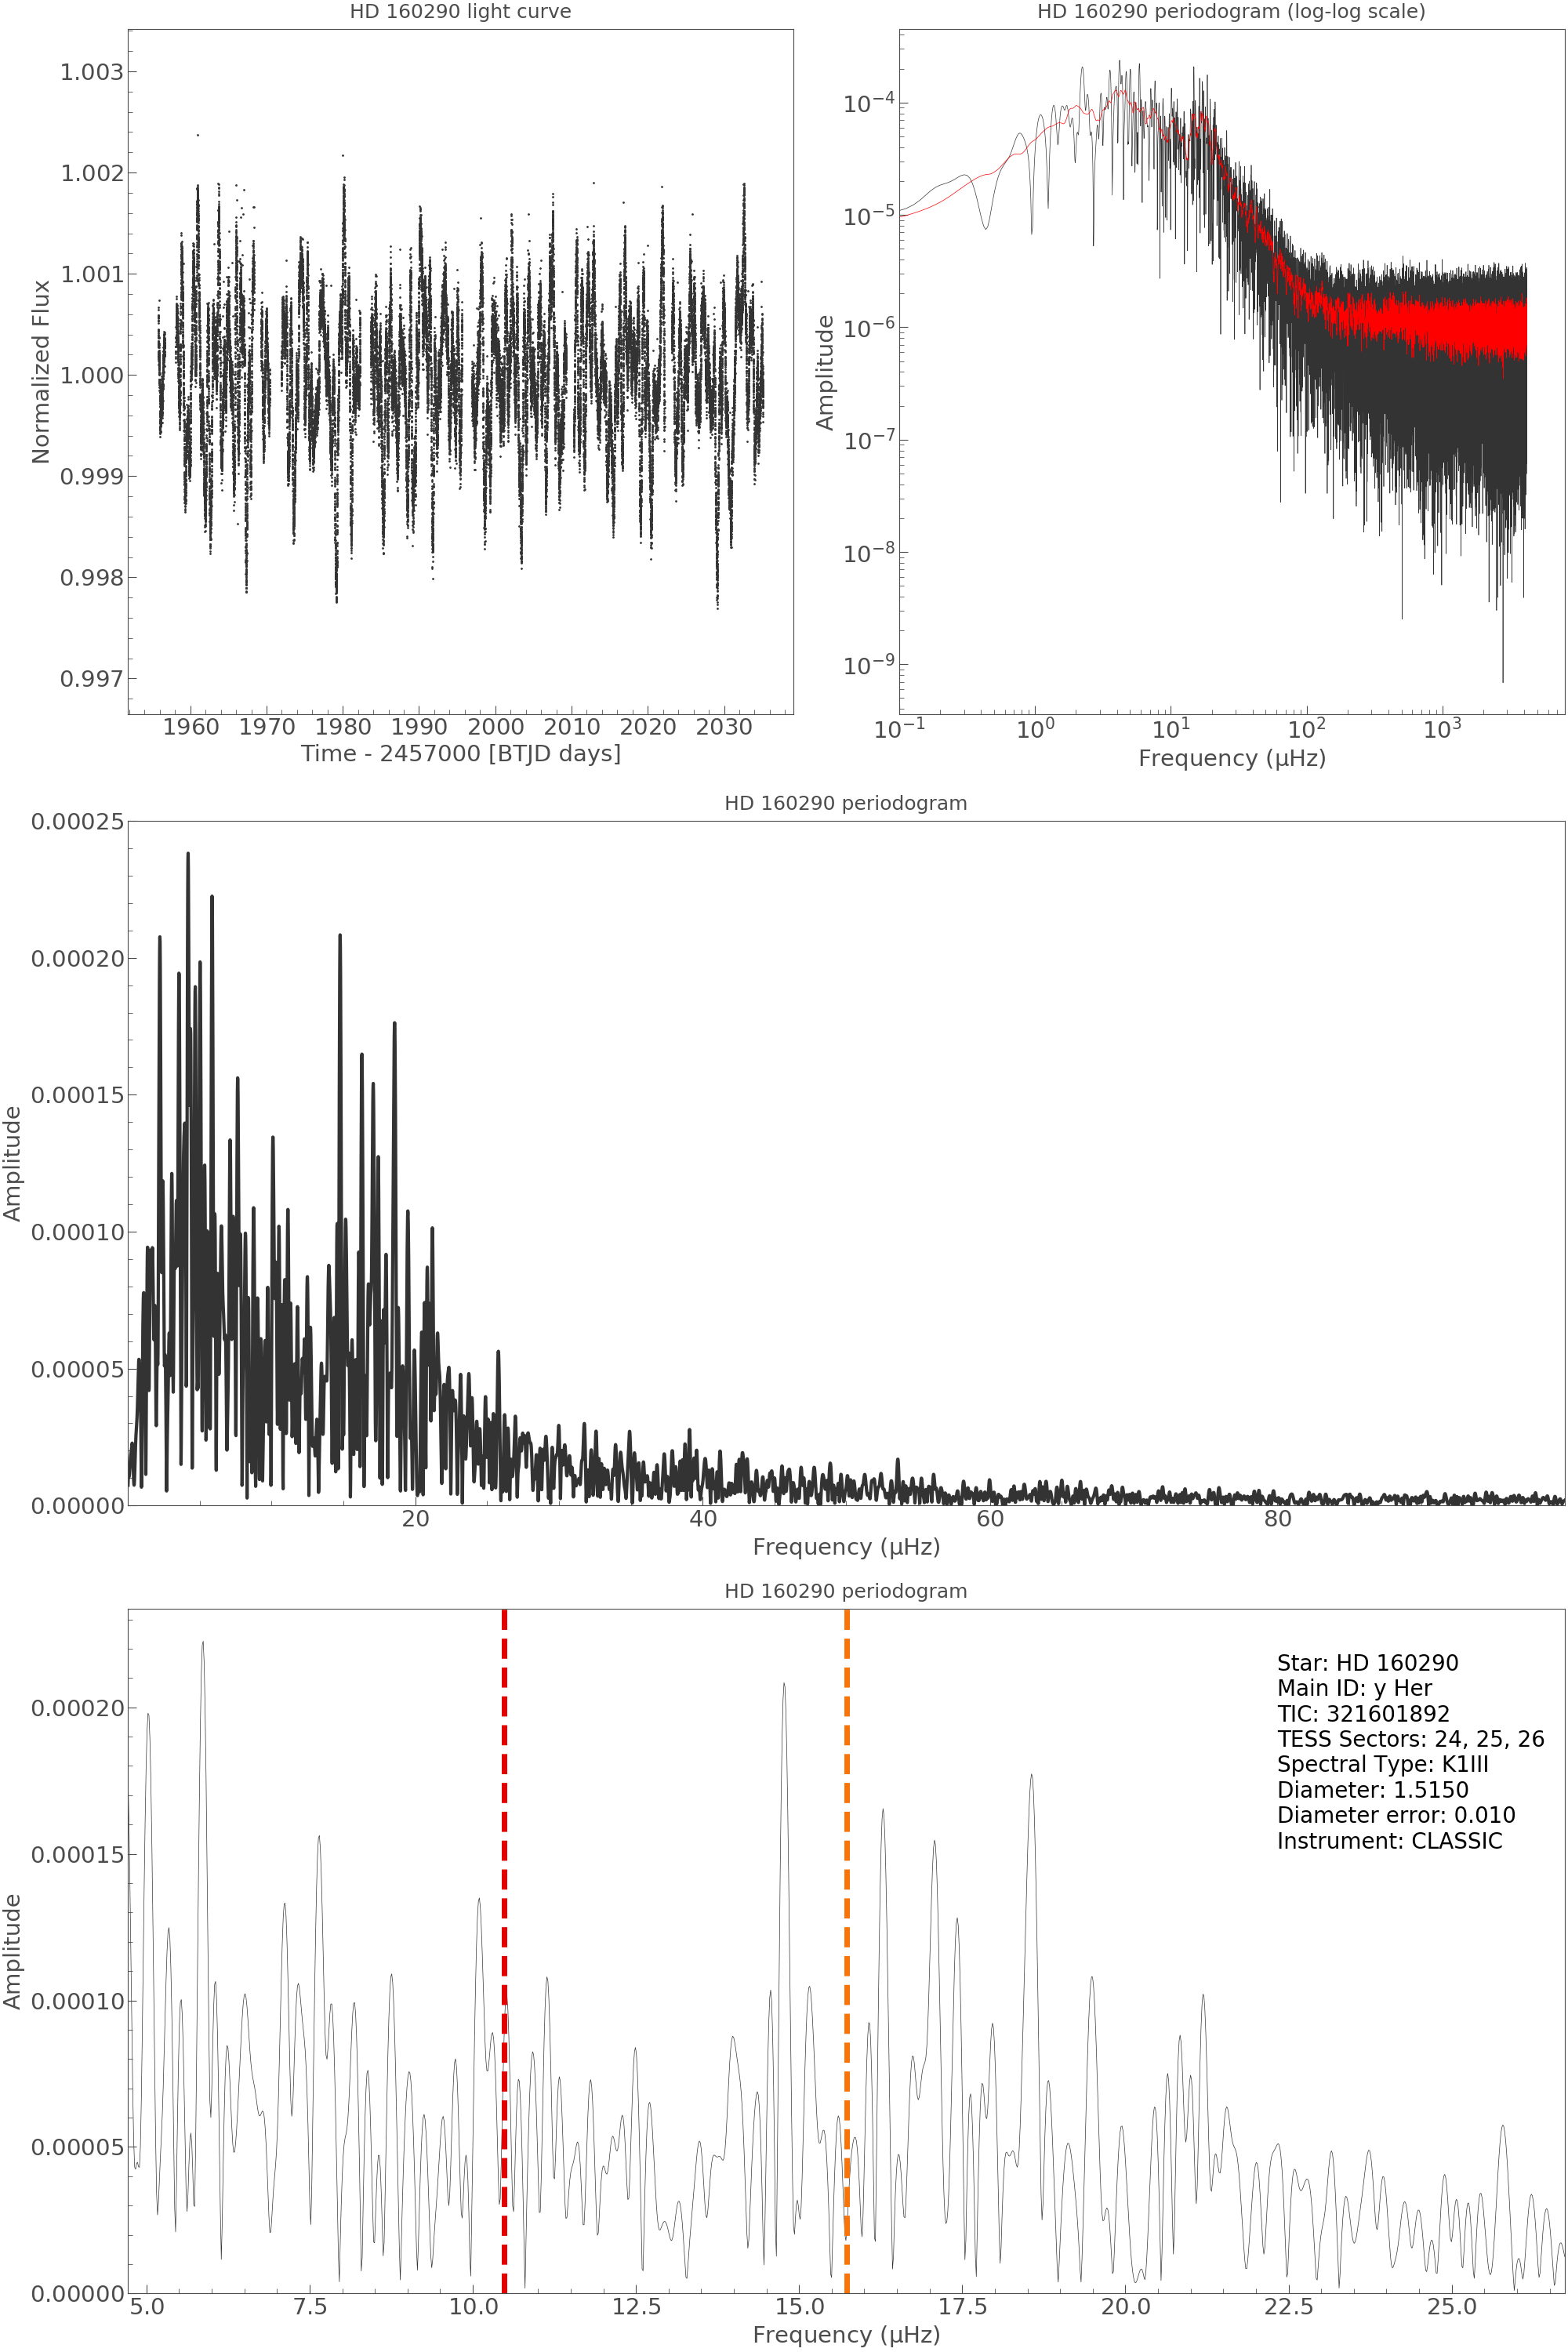 HD 160290 light curve
1.003
1.002
1.001
1.000
0.999
0.998
0.997
Normalized Flux
1960 1970 1980 1990 2000 2010 2020 2030
Time - 2457000 [BTJD days]
HD 160290 periodogram (log-log scale)
10⁻⁴
10⁻⁵
10⁻⁶
10⁻⁷
10⁻⁸
10⁻⁹
Amplitude
10⁻¹ 10⁰ 10¹ 10² 10³
Frequency (µHz)
HD 160290 periodogram
0.00025
0.00020
0.00015
0.00010
0.00005
0.00000
Amplitude
20 40 60 80
Frequency (µHz)
HD 160290 periodogram
0.00020
0.00015
0.00010
0.00005
0.00000
Amplitude
Star: HD 160290
Main ID: y Her
TIC: 321601892
TESS Sectors: 24, 25, 26
Spectral Type: K1III
Diameter: 1.5150
Diameter error: 0.010
Instrument: CLASSIC
5.0 7.5 10.0 12.5 15.0 17.5 20.0 22.5 25.0
Frequency (µHz)